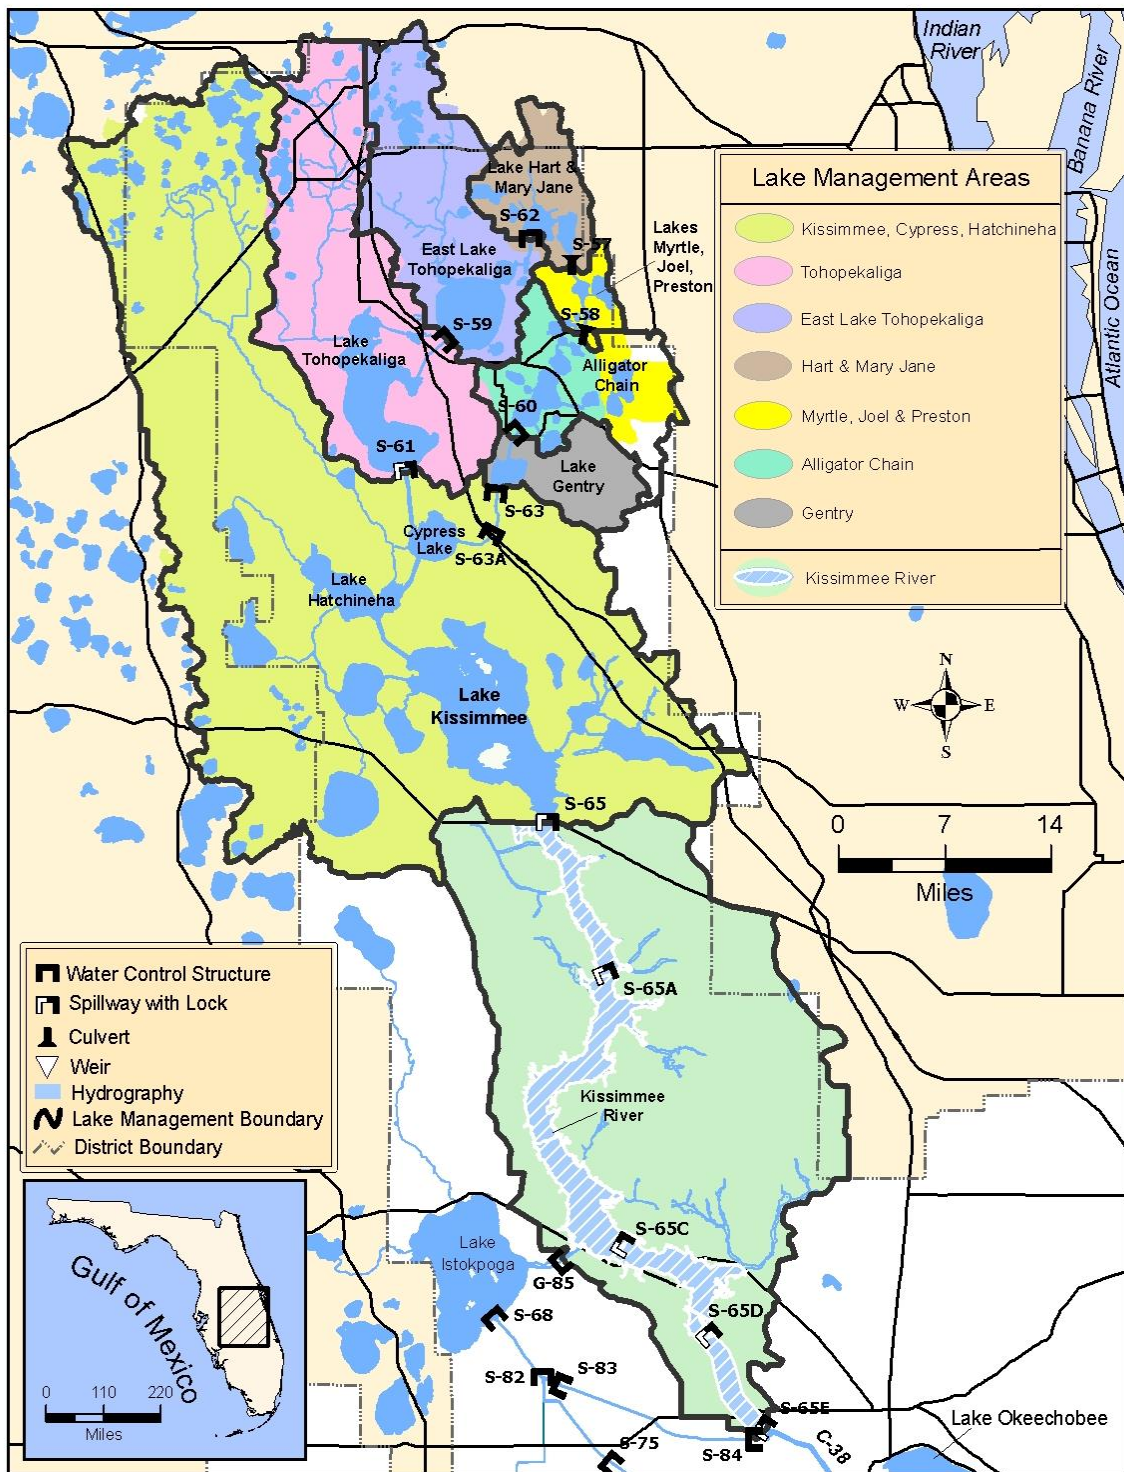 Indian
River
Banana River
Atlantic Ocean
Lake Management Areas
Kissimmee, Cypress, Hatchineha
Tohopekaliga
East Lake Tohopekaliga
Hart & Mary Jane
Myrtle, Joel & Preston
Alligator Chain
Gentry
Kissimmee River
Lake Hart &
Mary Jane
S-62
S-57
Lakes
Myrtle,
Joel,
Preston
East Lake
Tohopekaliga
S-59
S-58
Lake
Tohopekaliga
Alligator
Chain
S-60
S-61
Lake
Gentry
S-63
Cypress
Lake
S-63A
Lake
Hatchineha
Lake
Kissimmee
N
W
E
S
S-65
0 7 14
Miles
Water Control Structure
Spillway with Lock
Culvert
Weir
Hydrography
Lake Management Boundary
District Boundary
S-65A
Kissimmee
River
S-65C
Lake
Istokpoga
G-85
S-68
S-65D
S-82
S-83
S-65E
S-84
S-75
C-38
Lake Okeechobee
Gulf of Mexico
0 110 220
Miles